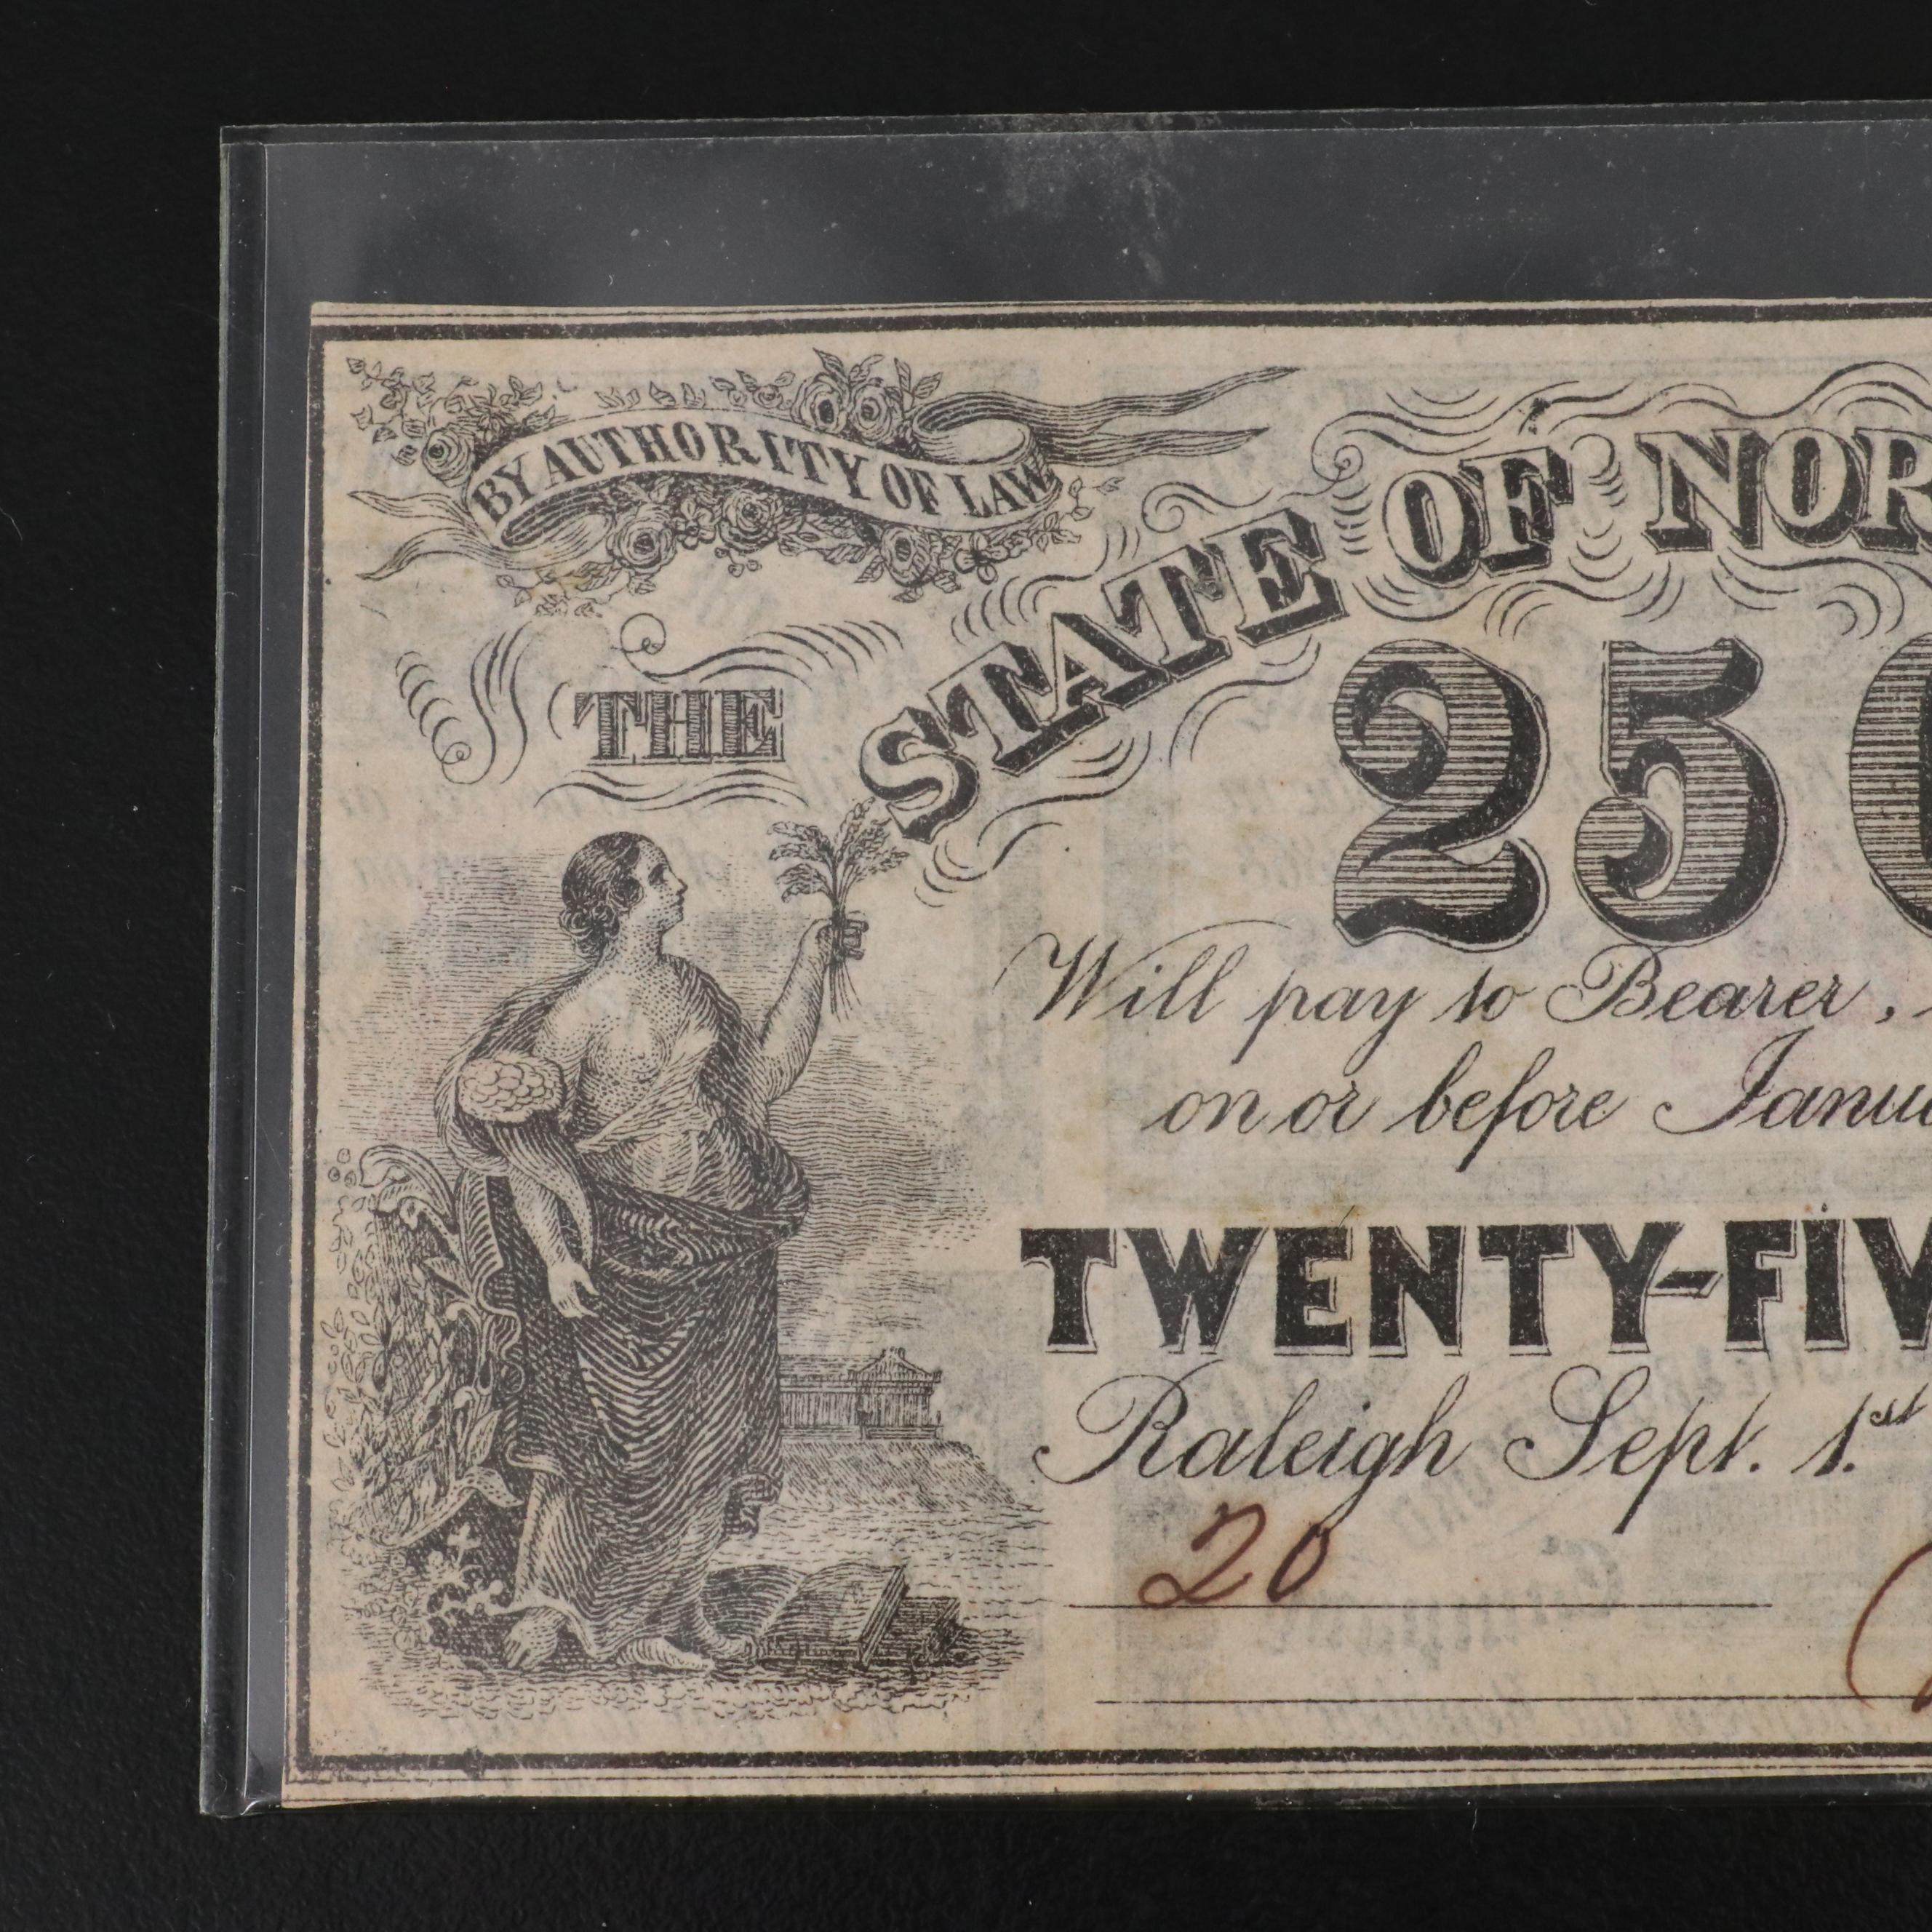 BY AUTHORITY OF LAW
THE STATE OF NOR
25
Will pay to Bearer,
on or before Janu
TWENTY-FIV
Raleigh Sept. 1st
20